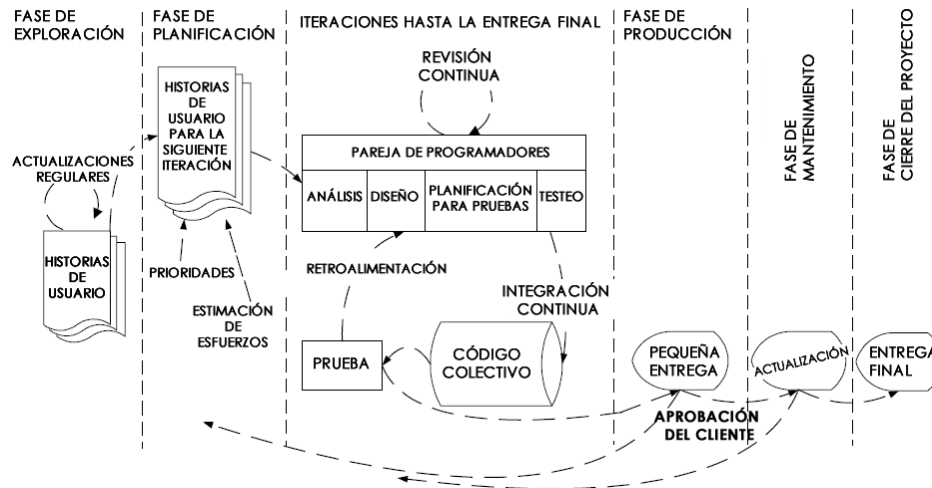 FASE DE
EXPLORACIÓN
FASE DE
PLANIFICACIÓN
ITERACIONES HASTA LA ENTREGA FINAL
FASE DE
PRODUCCIÓN
FASE DE
MANTENIMIENTO
FASE DE
CIERRE DEL PROYECTO
REVISIÓN
CONTINUA
HISTORIAS
DE
USUARIO
PARA LA
SIGUIENTE
ITERACIÓN
PAREJA DE PROGRAMADORES
ANÁLISIS
DISEÑO
PLANIFICACIÓN
PARA PRUEBAS
TESTEO
ACTUALIZACIONES
REGULARES
HISTORIAS
DE
USUARIO
PRIORIDADES
ESTIMACIÓN
DE
ESFUERZOS
RETROALIMENTACIÓN
INTEGRACIÓN
CONTINUA
PRUEBA
CÓDIGO
COLECTIVO
PEQUEÑA
ENTREGA
ACTUALIZACIÓN
ENTREGA
FINAL
APROBACIÓN
DEL CLIENTE